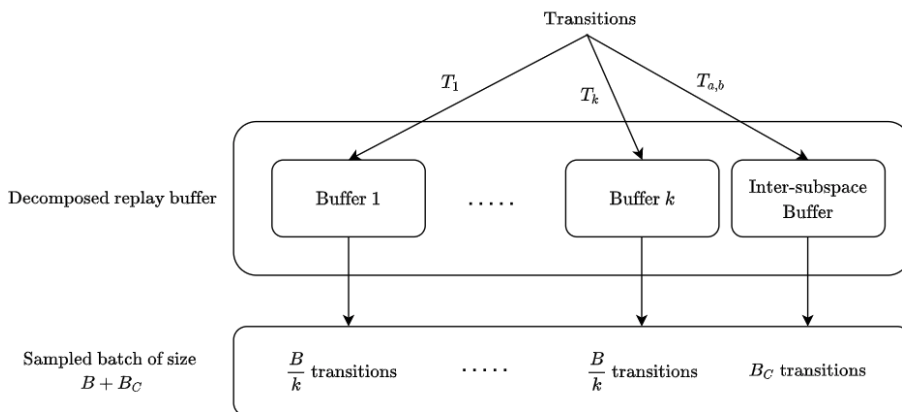 Transitions
T_1
T_k
T_{a,b}
Decomposed replay buffer
Buffer 1
. . . . .
Buffer k
Inter-subspace
Buffer
Sampled batch of size
B + B_C
B/k transitions
. . . . .
B/k transitions
B_C transitions